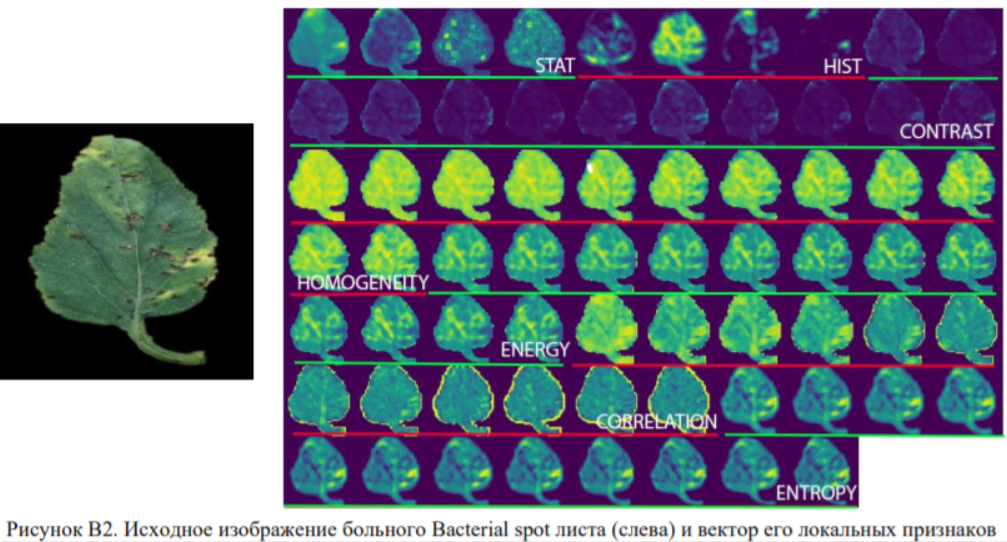 STAT
HIST
CONTRAST
HOMOGENEITY
ENERGY
CORRELATION
ENTROPY
Рисунок В2. Исходное изображение больного Bacterial spot листа (слева) и вектор его локальных признаков